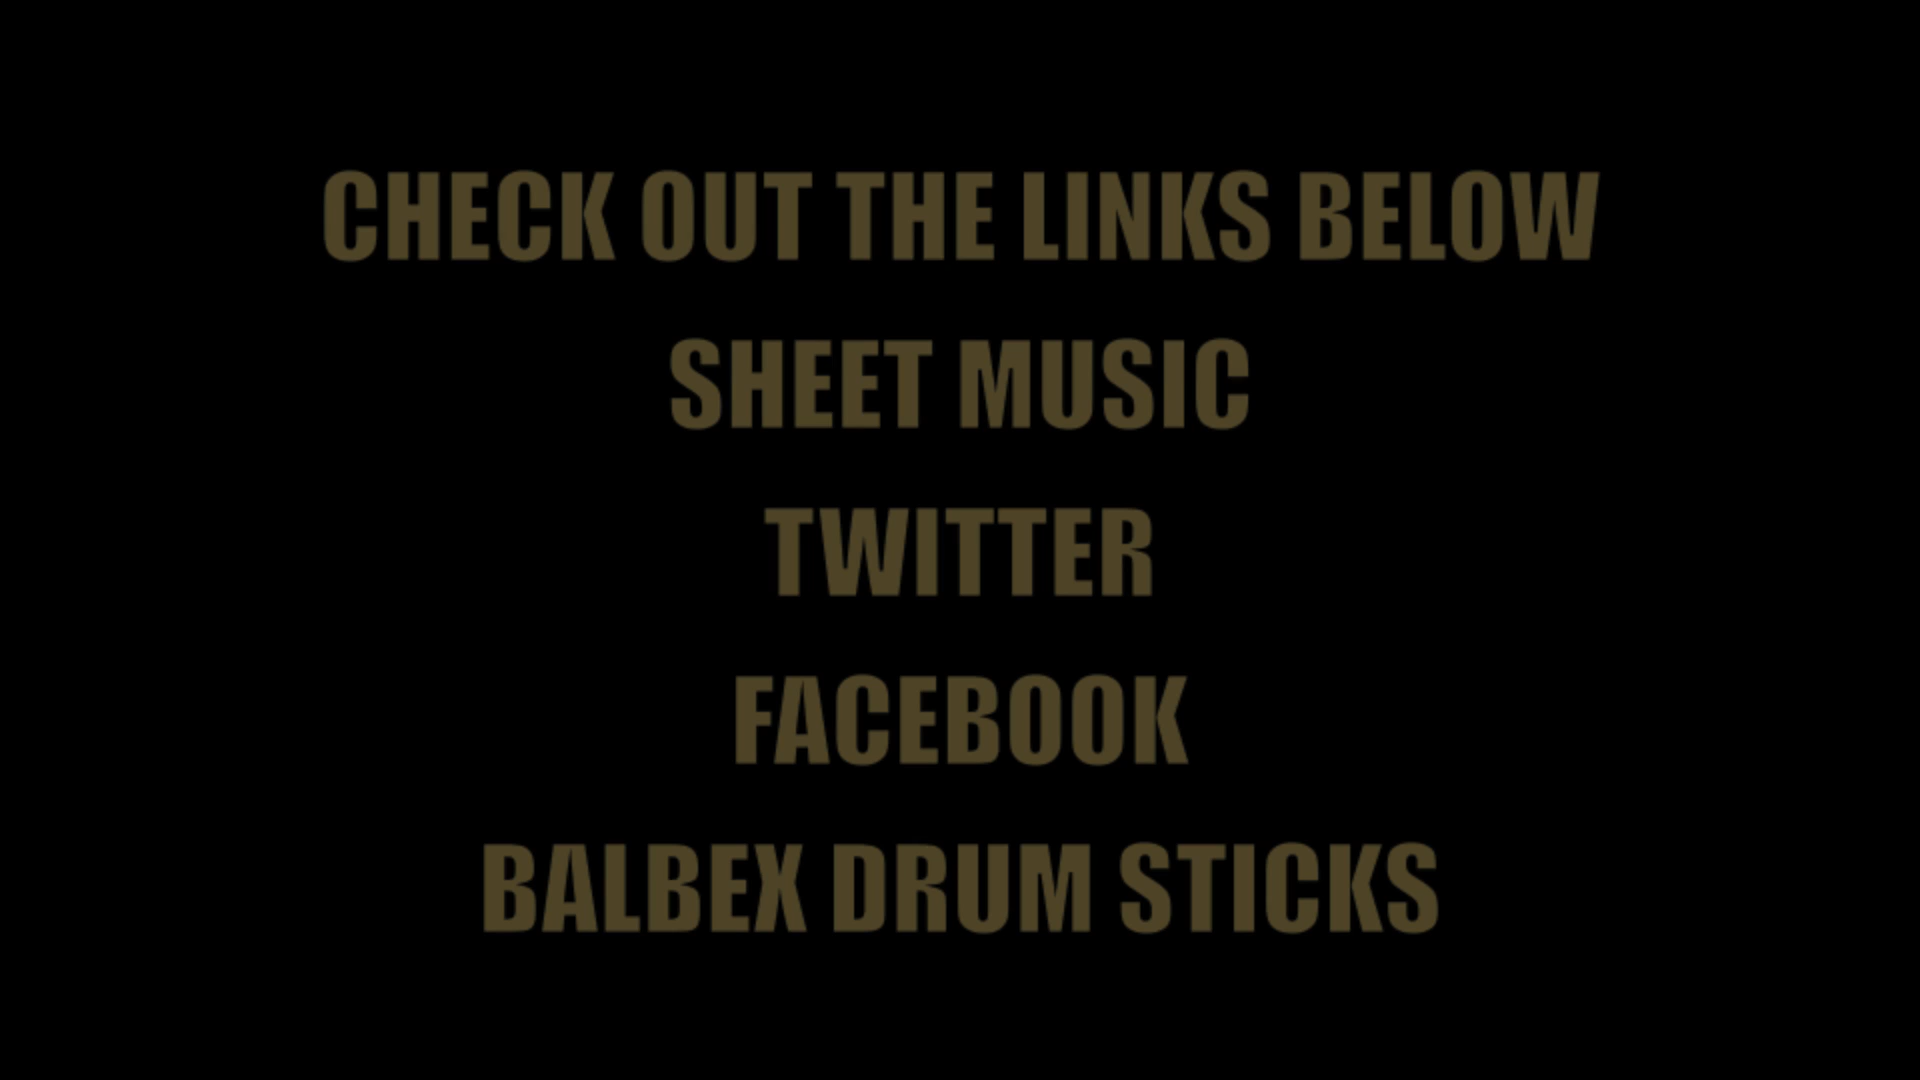 CHECK OUT THE LINKS BELOW
SHEET MUSIC
TWITTER
FACEBOOK
BALBEX DRUM STICKS